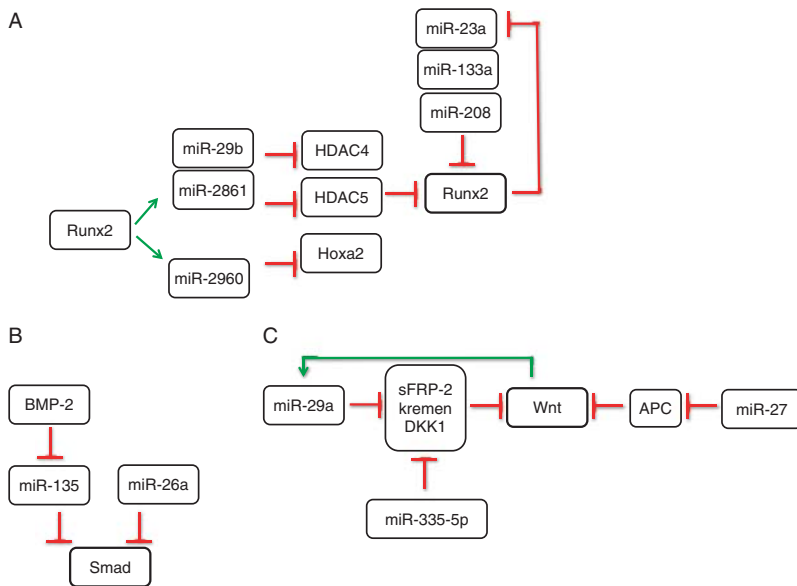 A
miR-23a
miR-133a
miR-208
miR-29b
HDAC4
miR-2861
HDAC5
Runx2
Runx2
Hoxa2
miR-2960
B
BMP-2
miR-135
miR-26a
Smad
C
miR-29a
sFRP-2
kremen
DKK1
Wnt
APC
miR-27
miR-335-5p